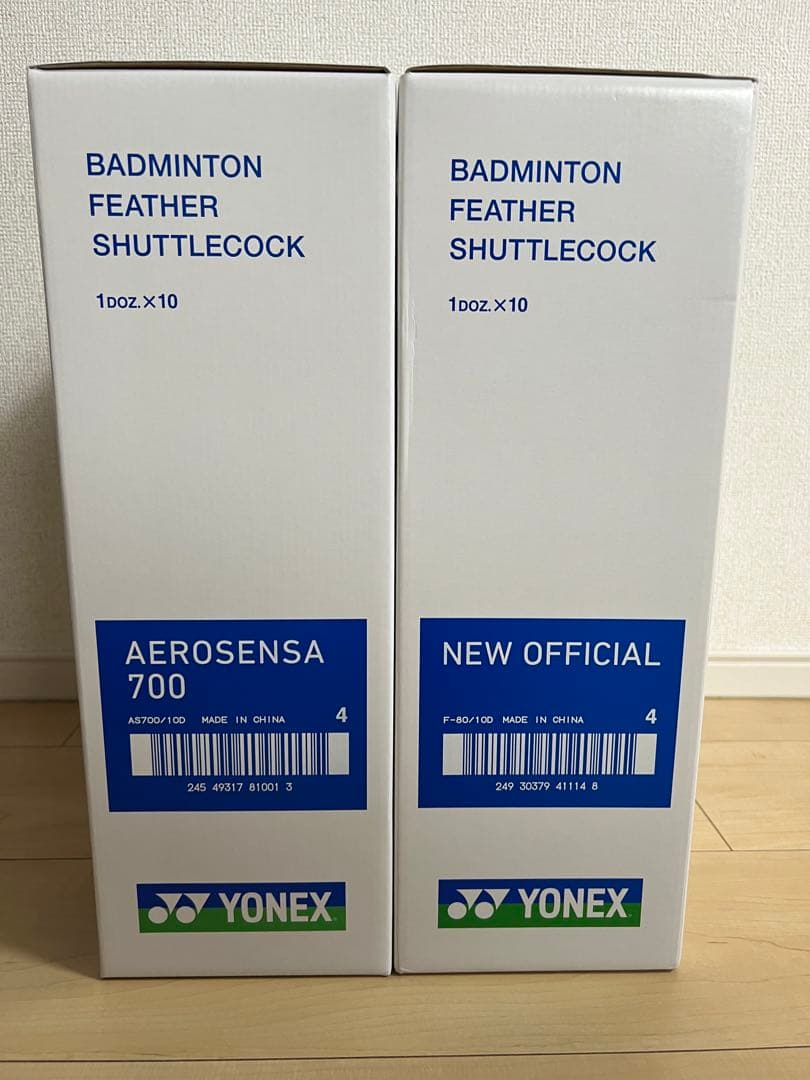 BADMINTON
FEATHER
SHUTTLECOCK
1DOZ.×10
AEROSENSA
700
AS700/10D MADE IN CHINA 4
245 49317 81001 3
YONEX
BADMINTON
FEATHER
SHUTTLECOCK
1DOZ.×10
NEW OFFICIAL
F-80/10D MADE IN CHINA 4
249 30379 41114 8
YONEX